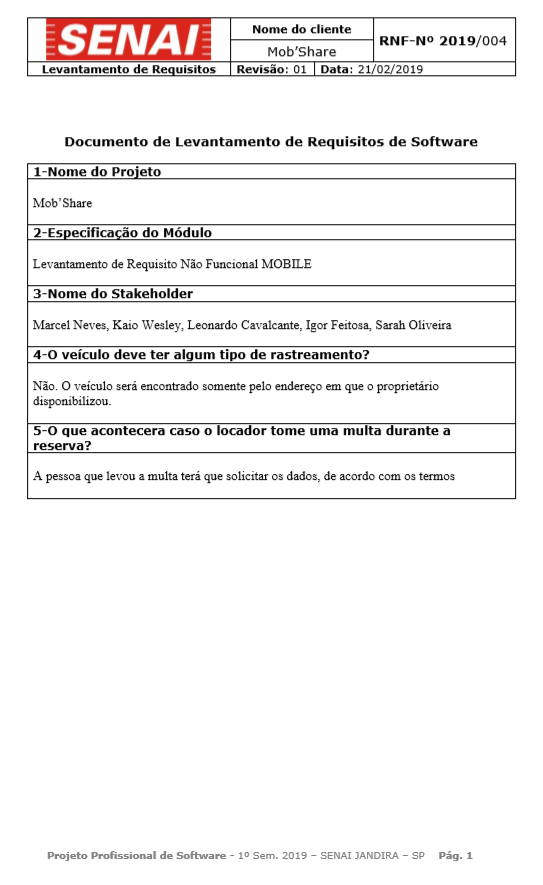 SENAI
Nome do cliente
Mob’Share
RNF-Nº 2019/004
Levantamento de Requisitos
Revisão: 01
Data: 21/02/2019
Documento de Levantamento de Requisitos de Software
1-Nome do Projeto
Mob’Share
2-Especificação do Módulo
Levantamento de Requisito Não Funcional MOBILE
3-Nome do Stakeholder
Marcel Neves, Kaio Wesley, Leonardo Cavalcante, Igor Feitosa, Sarah Oliveira
4-O veículo deve ter algum tipo de rastreamento?
Não. O veículo será encontrado somente pelo endereço em que o proprietário
disponibilizou.
5-O que acontecera caso o locador tome uma multa durante a
reserva?
A pessoa que levou a multa terá que solicitar os dados, de acordo com os termos
Projeto Profissional de Software - 1º Sem. 2019 – SENAI JANDIRA – SP Pág. 1